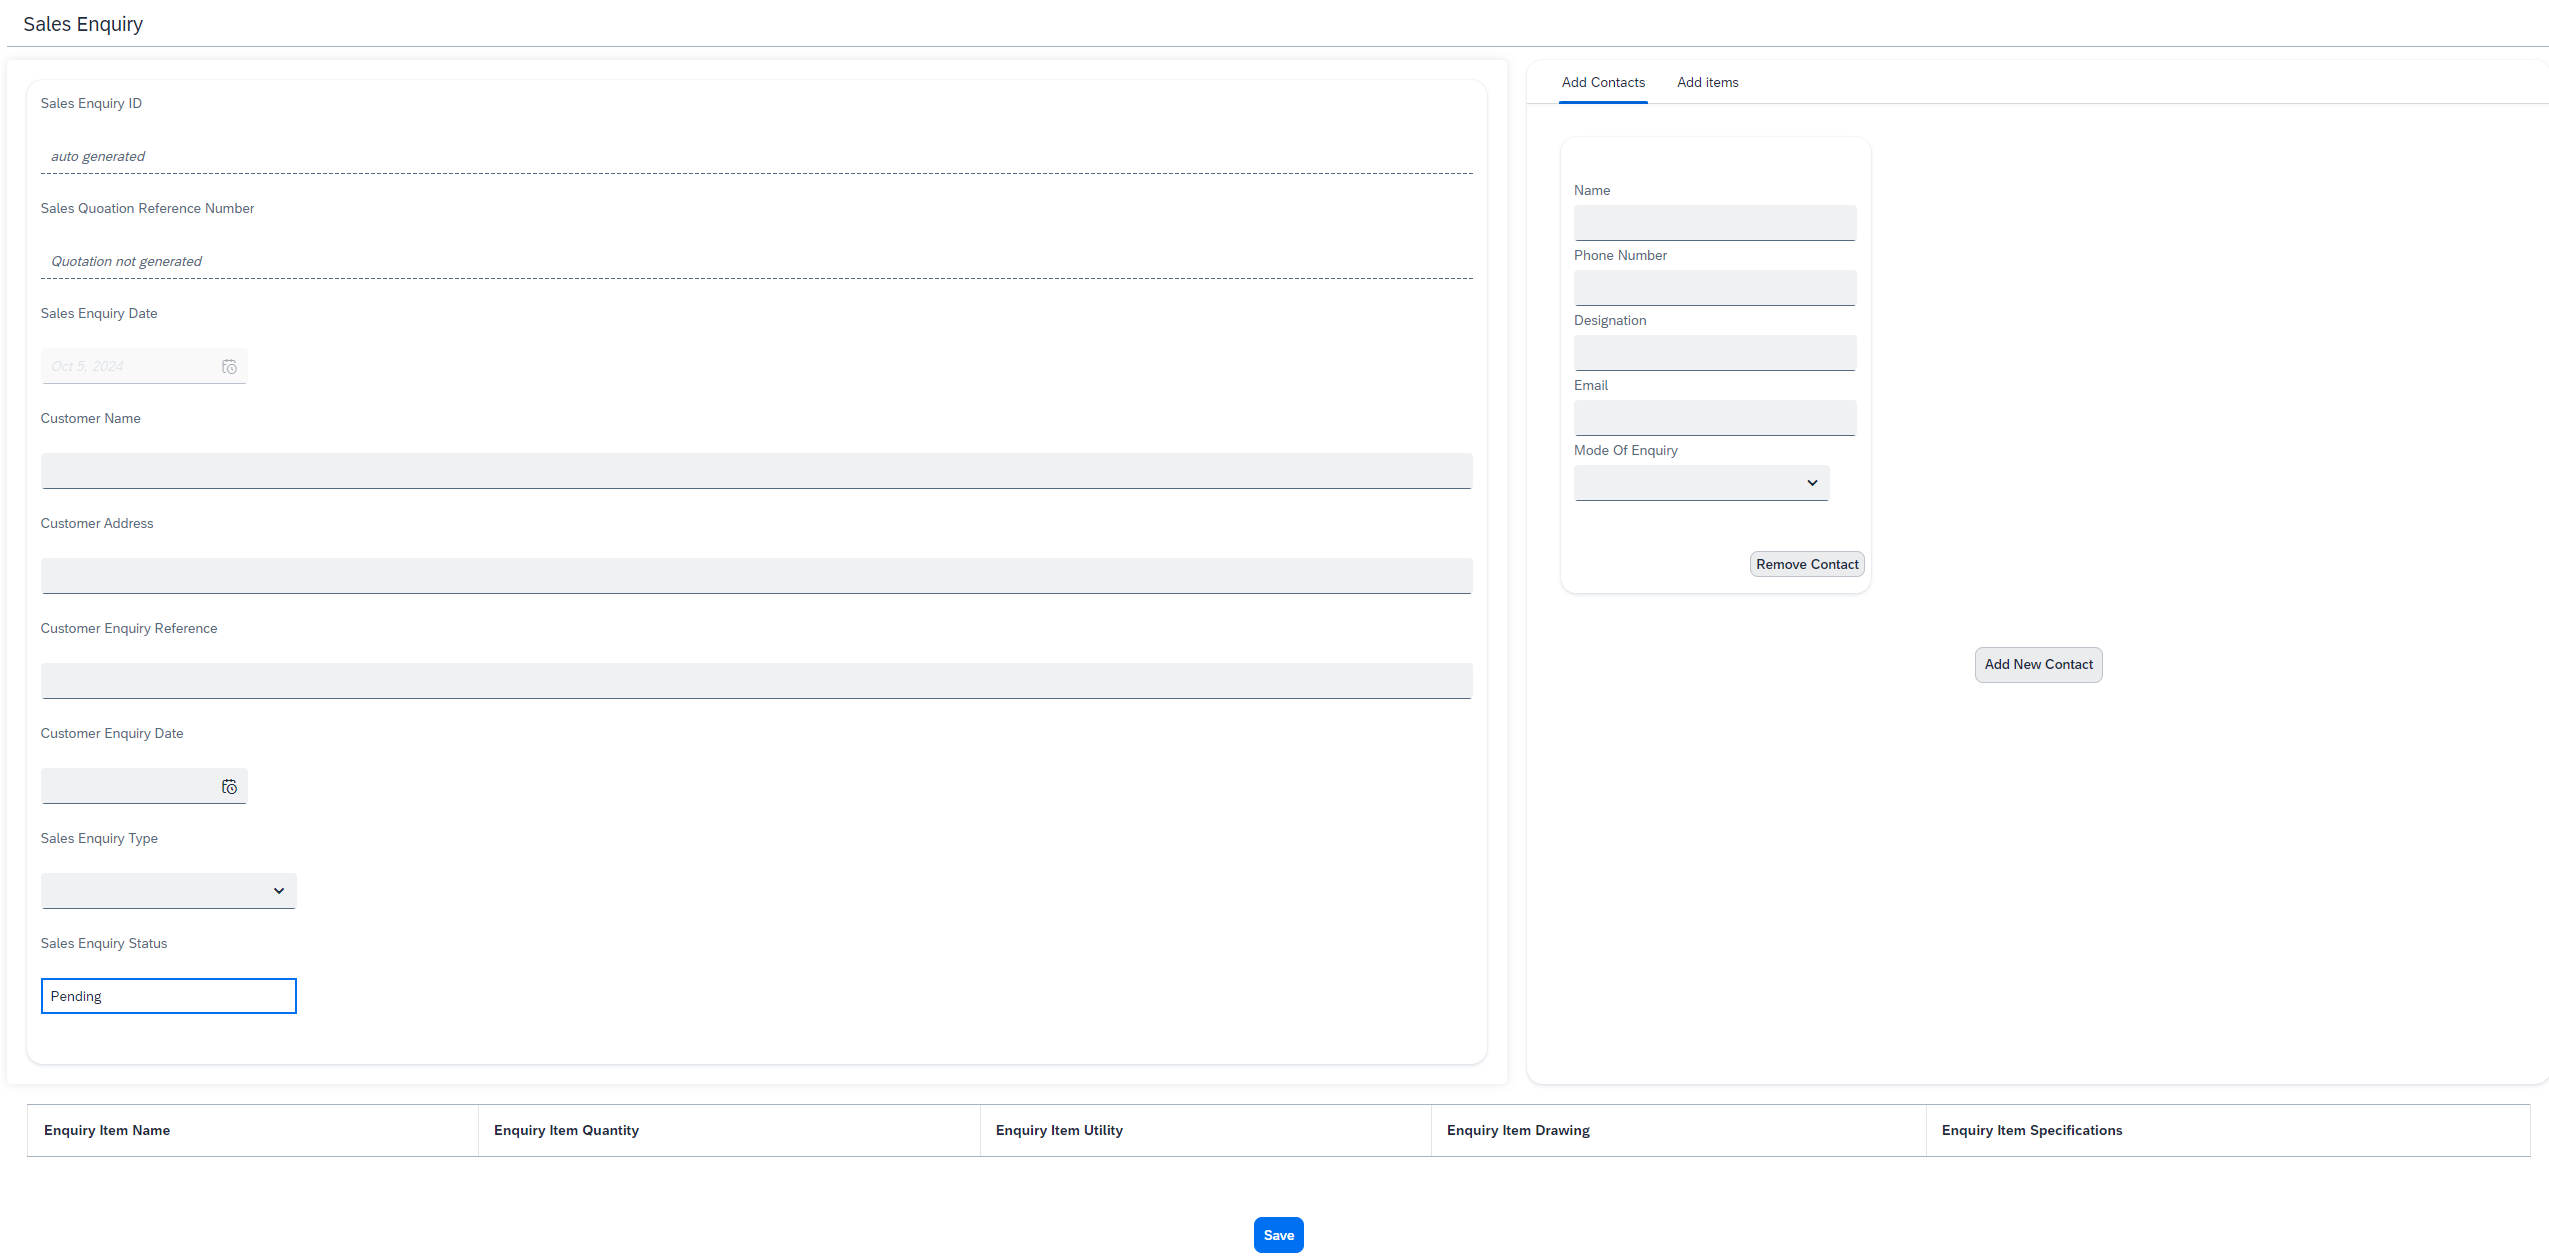 Sales Enquiry
Sales Enquiry ID
auto generated
Sales Quoation Reference Number
Quotation not generated
Sales Enquiry Date
Oct 5, 2024
Customer Name
Customer Address
Customer Enquiry Reference
Customer Enquiry Date
Sales Enquiry Type
Sales Enquiry Status
Pending
Add Contacts Add items
Name
Phone Number
Designation
Email
Mode Of Enquiry
Remove Contact
Add New Contact
Enquiry Item Name Enquiry Item Quantity Enquiry Item Utility Enquiry Item Drawing Enquiry Item Specifications
Save